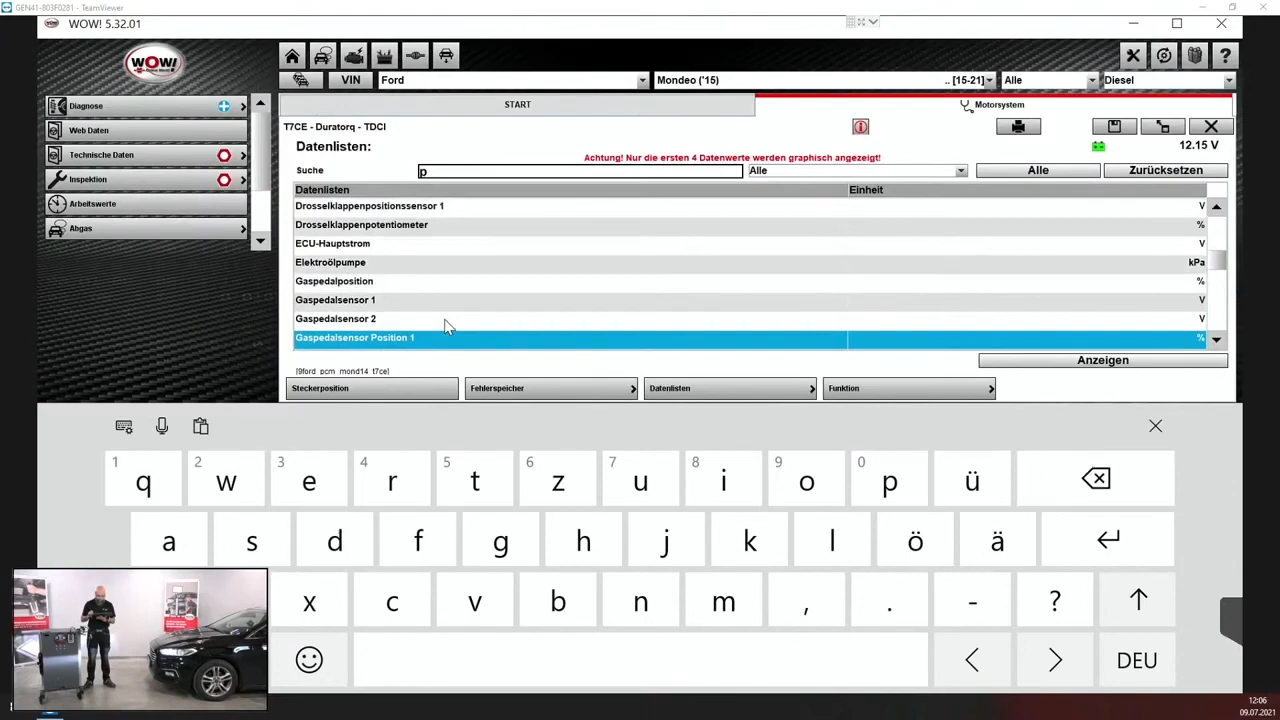 GEN41-803F0281 - TeamViewer
WOW! 5.32.01
WOW!
VIN
Ford
Mondeo ('15)
.. [15-21]
Alle
Diesel
Diagnose
Web Daten
Technische Daten
Inspektion
Arbeitswerte
Abgas
START
Motorsystem
T7CE - Duratorq - TDCI
Datenlisten:
12.15 V
Achtung! Nur die ersten 4 Datenwerte werden graphisch angezeigt!
Suche
p
Alle
Alle
Zurücksetzen
Datenlisten Einheit
Drosselklappenpositionssensor 1 V
Drosselklappenpotentiometer %
ECU-Hauptstrom V
Elektroölpumpe kPa
Gaspedalposition %
Gaspedalsensor 1 V
Gaspedalsensor 2 V
Gaspedalsensor Position 1 %
Anzeigen
[9ford_pcm_mond14_t7ce]
Steckerposition
Fehlerspeicher
Datenlisten
Funktion
1 2 3 4 5 6 7 8 9 0
q w e r t z u i o p ü
a s d f g h j k l ö ä
x c v b n m , . - ?
DEU
12:06
09.07.2021